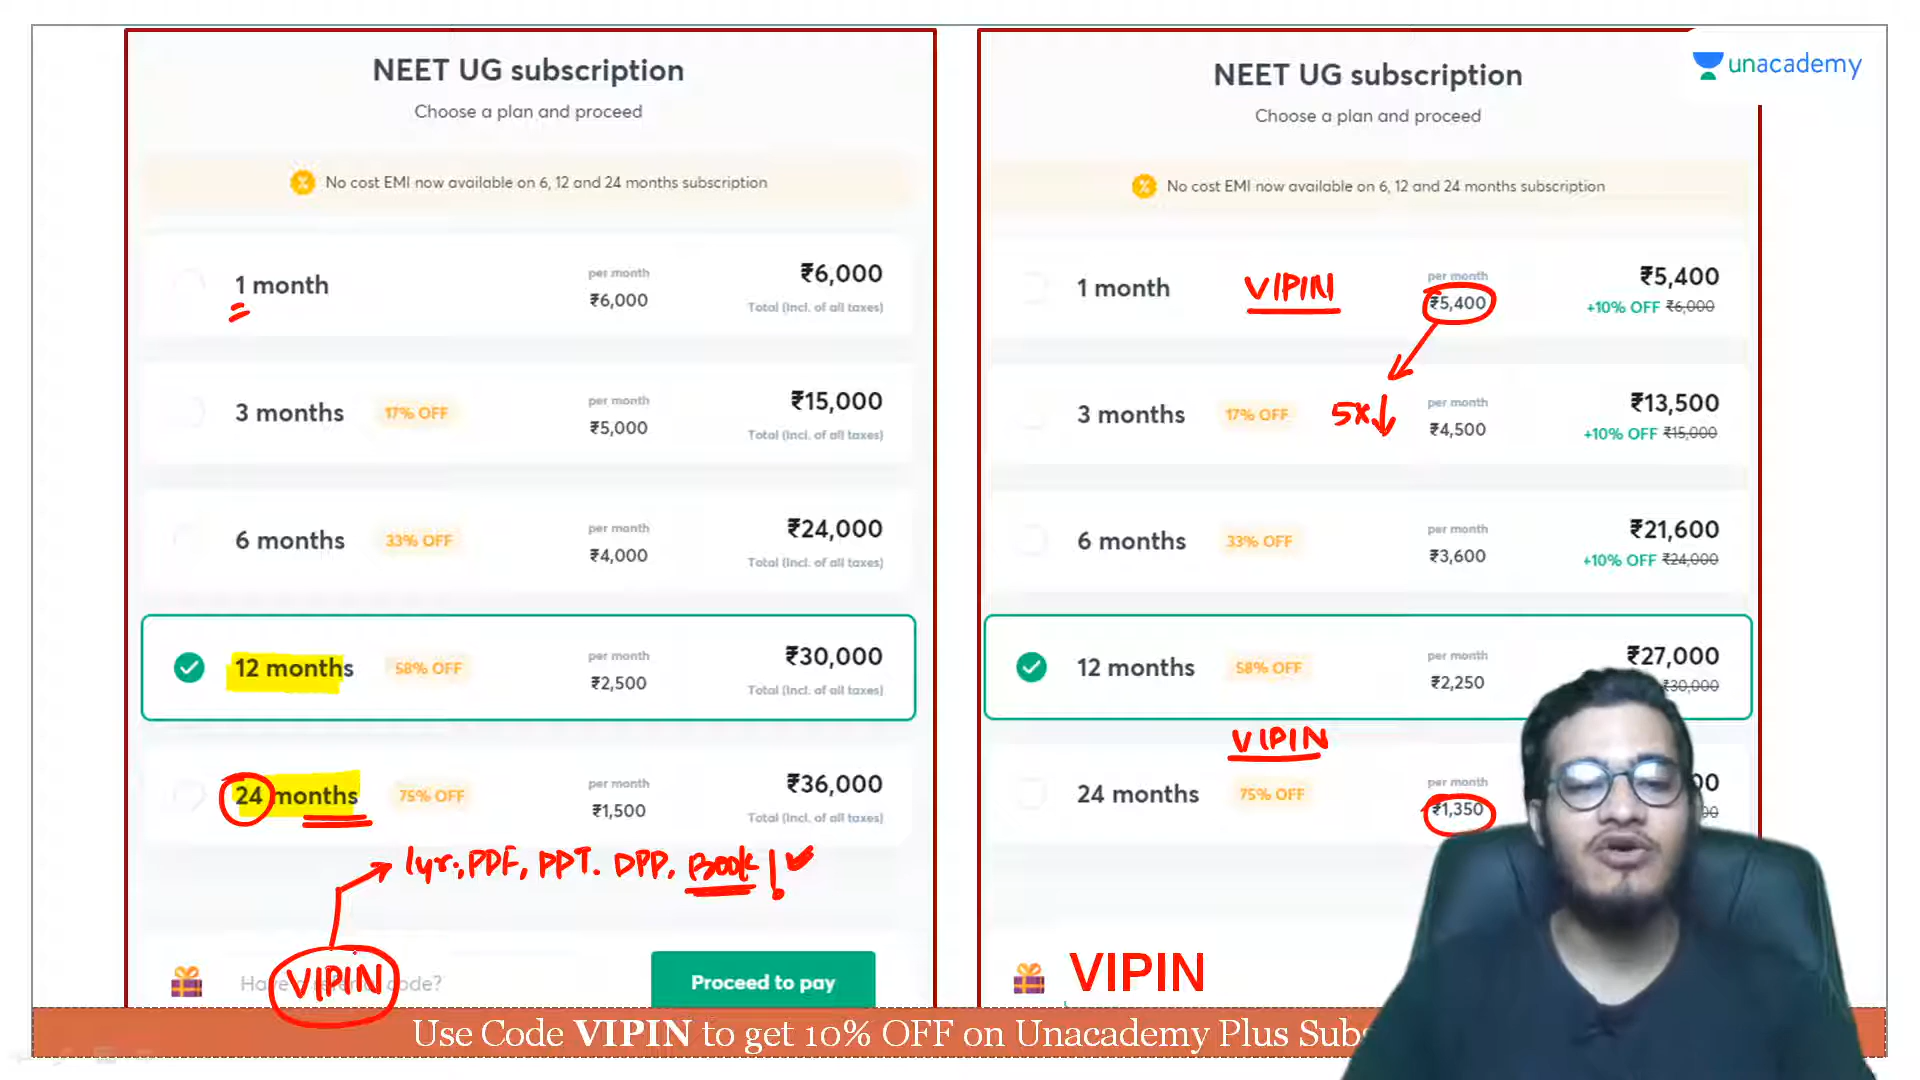 NEET UG subscription
Choose a plan and proceed
No cost EMI now available on 6, 12 and 24 months subscription
1 month
per month
₹6,000
₹6,000
Total (Incl. of all taxes)
3 months
17% OFF
per month
₹5,000
₹15,000
Total (Incl. of all taxes)
6 months
33% OFF
per month
₹4,000
₹24,000
Total (Incl. of all taxes)
12 months
58% OFF
per month
₹2,500
₹30,000
Total (Incl. of all taxes)
24 months
75% OFF
per month
₹1,500
₹36,000
Total (Incl. of all taxes)
1yr., PDF, PPT. DPP, Book!
VIPIN
Proceed to pay
NEET UG subscription
Choose a plan and proceed
No cost EMI now available on 6, 12 and 24 months subscription
1 month
VIPIN
per month
₹5,400
₹5,400
+10% OFF ₹6,000
3 months
17% OFF
5x↓
per month
₹4,500
₹13,500
+10% OFF ₹15,000
6 months
33% OFF
per month
₹3,600
₹21,600
+10% OFF ₹24,000
12 months
58% OFF
per month
₹2,250
₹27,000
₹30,000
VIPIN
24 months
75% OFF
per month
₹1,350
VIPIN
unacademy
Use Code VIPIN to get 10% OFF on Unacademy Plus Subs